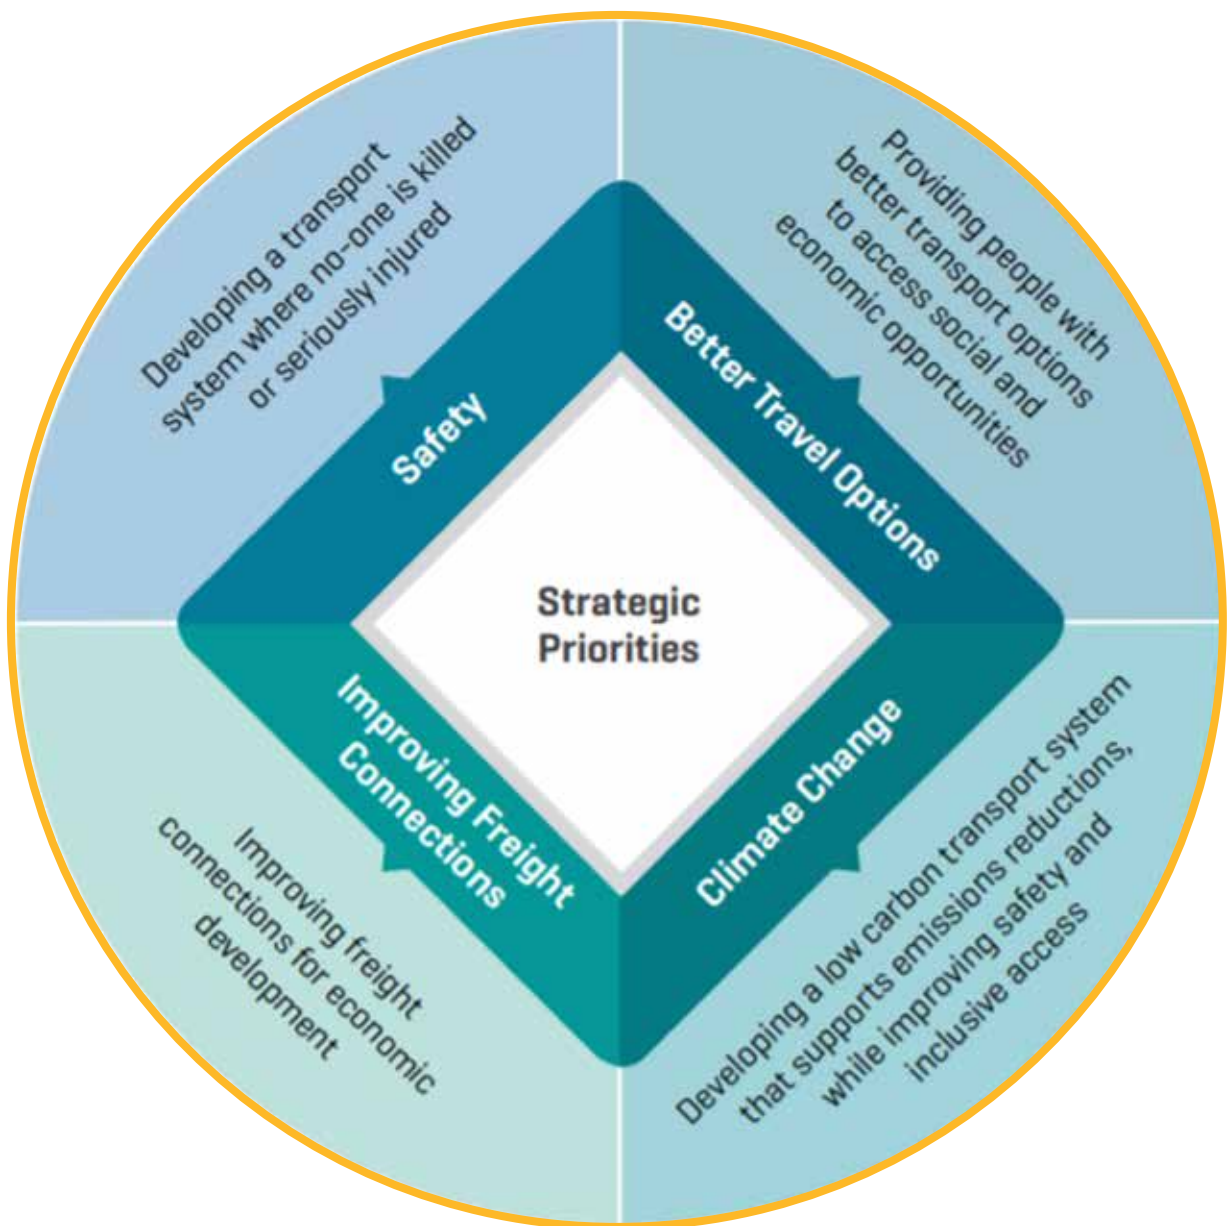 Developing a transport
system where no-one is killed
or seriously injured
Safety
Providing people with
better transport options
to access social and
economic opportunities
Better Travel Options
Strategic
Priorities
Improving Freight
Connections
Improving freight
connections for economic
development
Climate Change
Developing a low carbon transport system
that supports emissions reductions,
while improving safety and
inclusive access